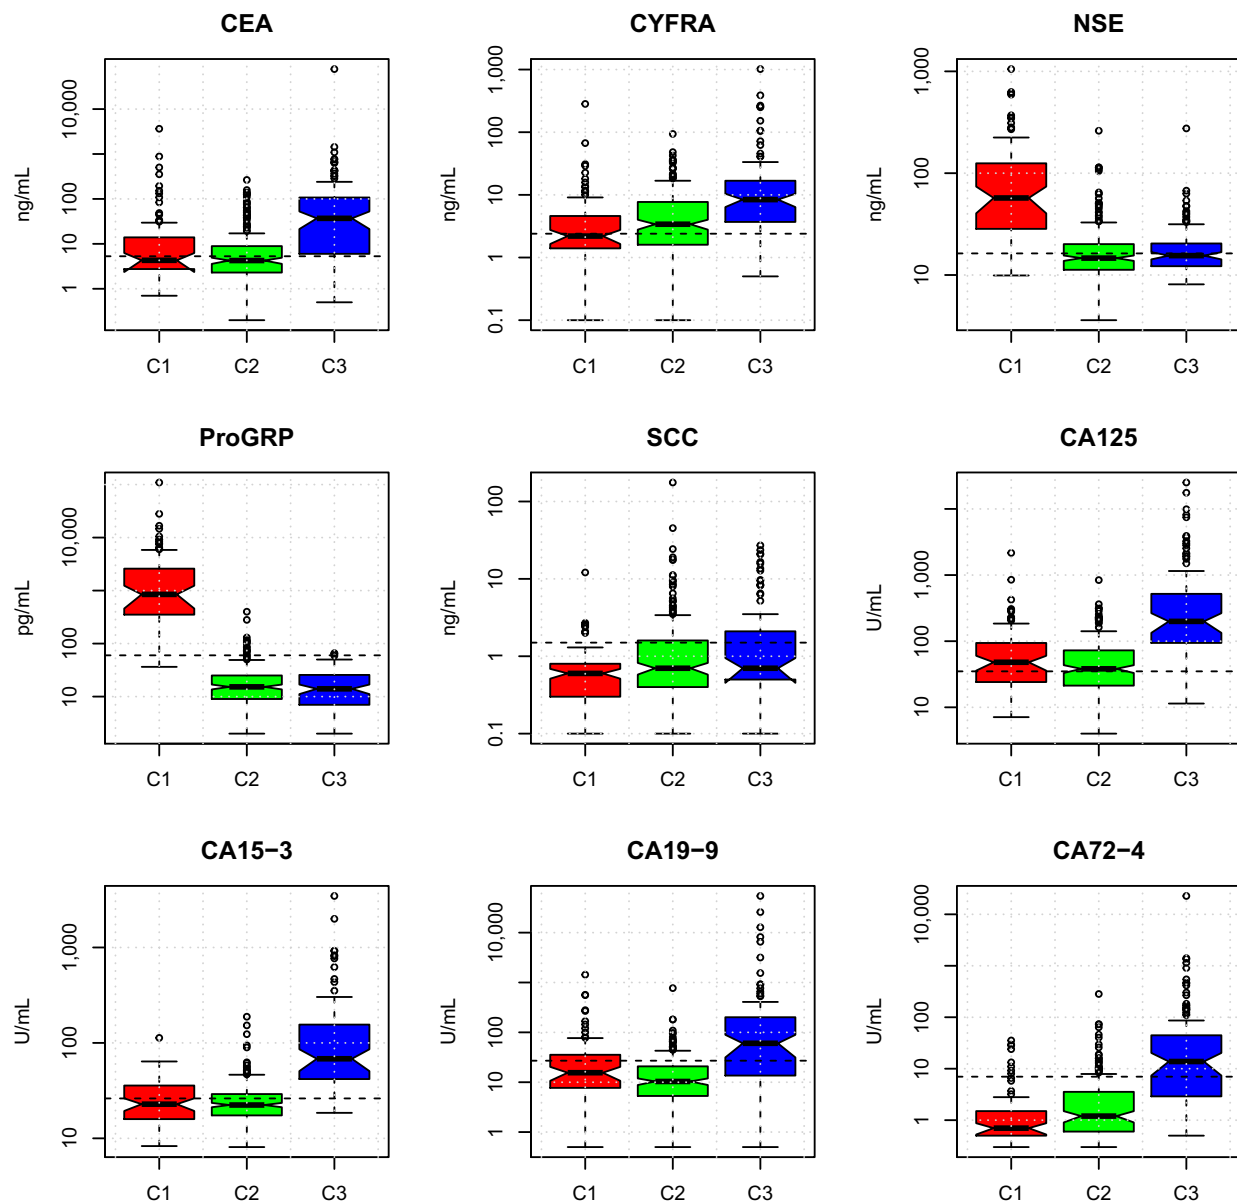 CEA
ng/mL
10,000
100
10
1
C1 C2 C3
CYFRA
ng/mL
1,000
100
10
1
0.1
C1 C2 C3
NSE
ng/mL
1,000
100
10
C1 C2 C3
ProGRP
pg/mL
10,000
100
10
C1 C2 C3
SCC
ng/mL
100
10
1
0.1
C1 C2 C3
CA125
U/mL
1,000
100
10
C1 C2 C3
CA15−3
U/mL
1,000
100
10
C1 C2 C3
CA19−9
U/mL
10,000
100
10
1
C1 C2 C3
CA72−4
U/mL
10,000
100
10
1
C1 C2 C3